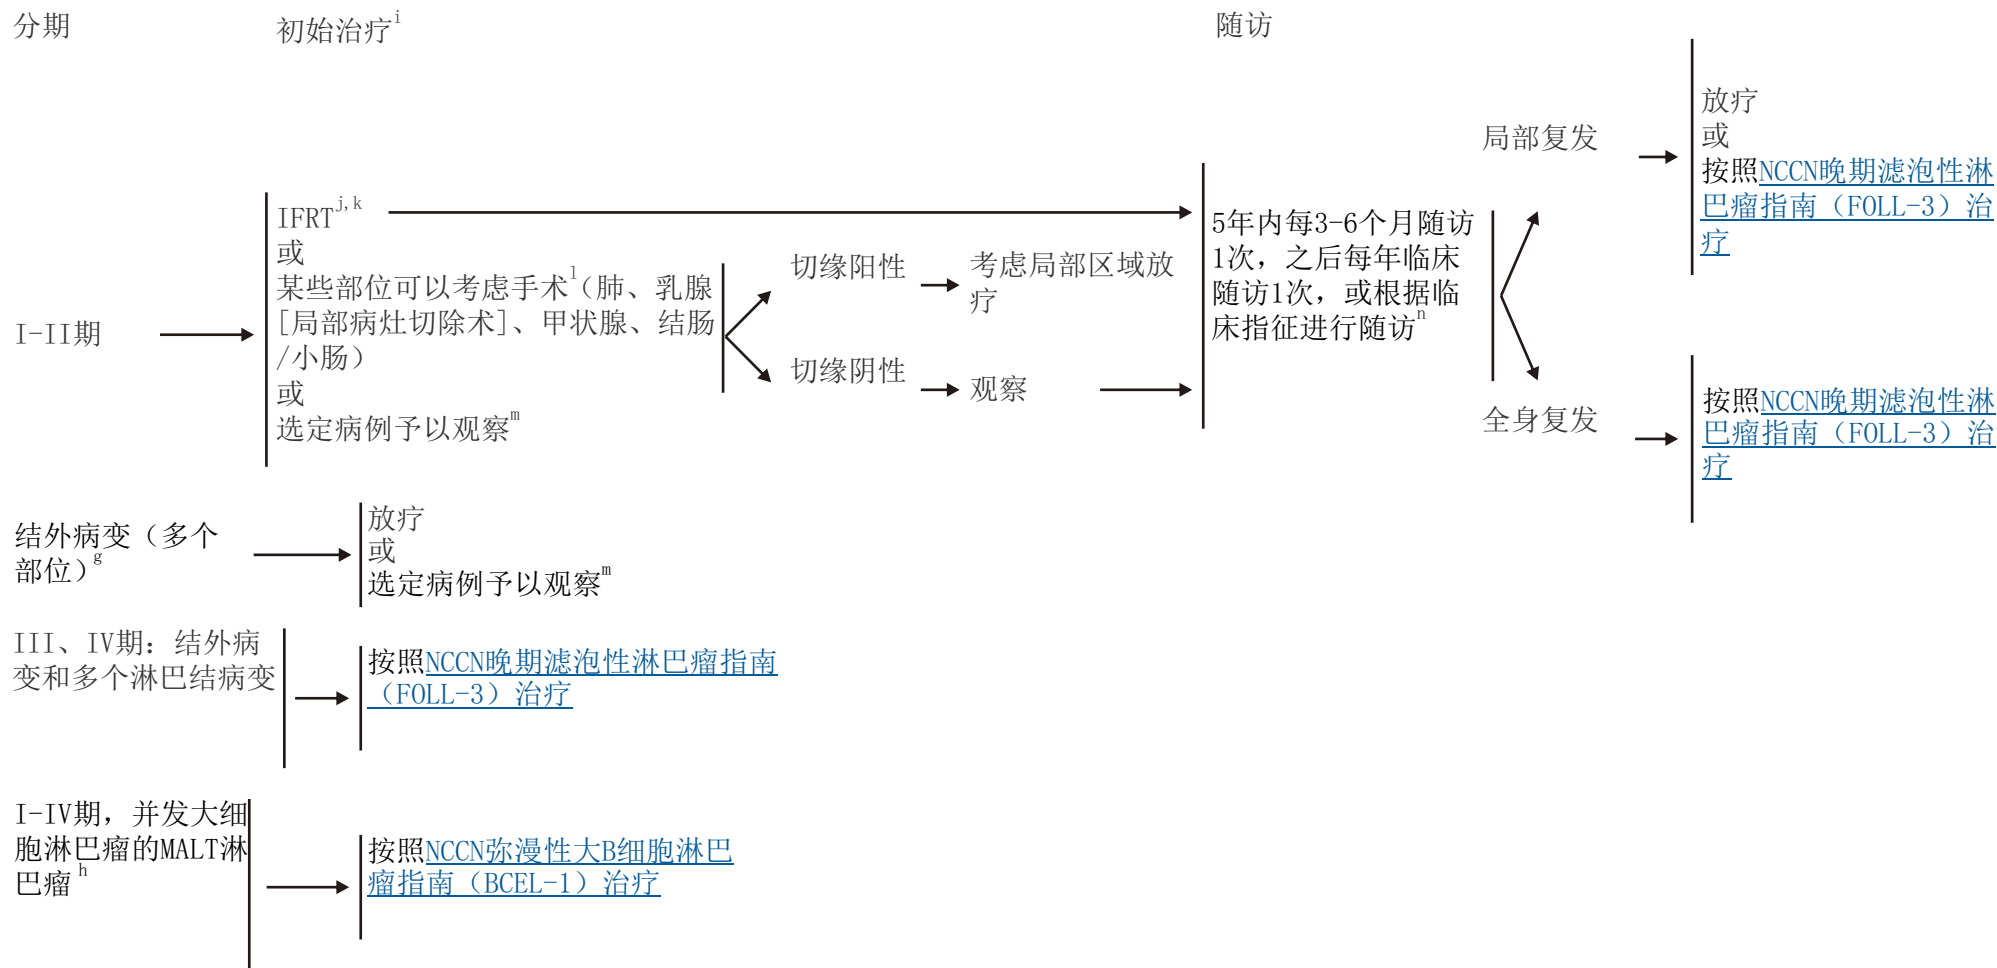 分期
初始治疗i
随访
I-II期
IFRTj,k
或
某些部位可以考虑手术l(肺、乳腺
[局部病灶切除术]、甲状腺、结肠
/小肠)
或
选定病例予以观察m
切缘阳性
考虑局部区域放
疗
切缘阴性
观察
5年内每3-6个月随访
1次，之后每年临床
随访1次，或根据临
床指征进行随访n
局部复发
放疗
或
按照NCCN晚期滤泡性淋
巴瘤指南（FOLL-3）治
疗
全身复发
按照NCCN晚期滤泡性淋
巴瘤指南（FOLL-3）治
疗
结外病变（多个
部位）g
放疗
或
选定病例予以观察m
III、IV期：结外病
变和多个淋巴结病变
按照NCCN晚期滤泡性淋巴瘤指南
（FOLL-3）治疗
I-IV期，并发大细
胞淋巴瘤的MALT淋
巴瘤h
按照NCCN弥漫性大B细胞淋巴
瘤指南（BCEL-1）治疗